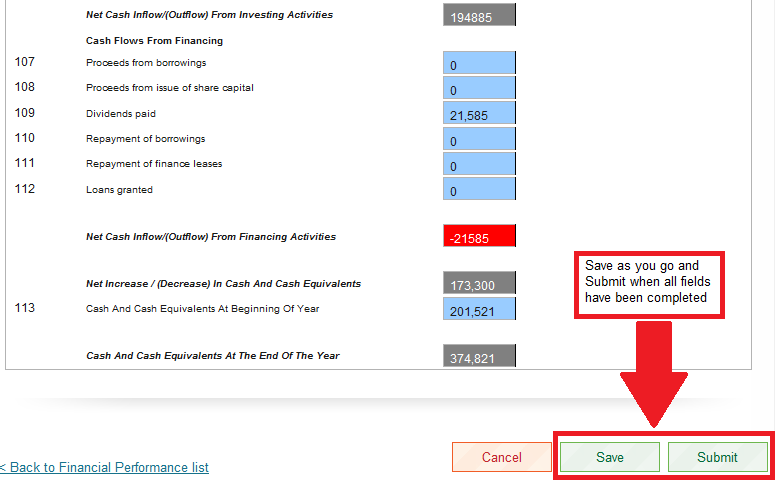 Net Cash Inflow/(Outflow) From Investing Activities 194885
Cash Flows From Financing
107 Proceeds from borrowings 0
108 Proceeds from issue of share capital 0
109 Dividends paid 21,585
110 Repayment of borrowings 0
111 Repayment of finance leases 0
112 Loans granted 0
Net Cash Inflow/(Outflow) From Financing Activities -21585
Net Increase / (Decrease) In Cash And Cash Equivalents 173,300
113 Cash And Cash Equivalents At Beginning Of Year 201,521
Cash And Cash Equivalents At The End Of The Year 374,821
Save as you go and
Submit when all fields
have been completed
< Back to Financial Performance list
Cancel Save Submit